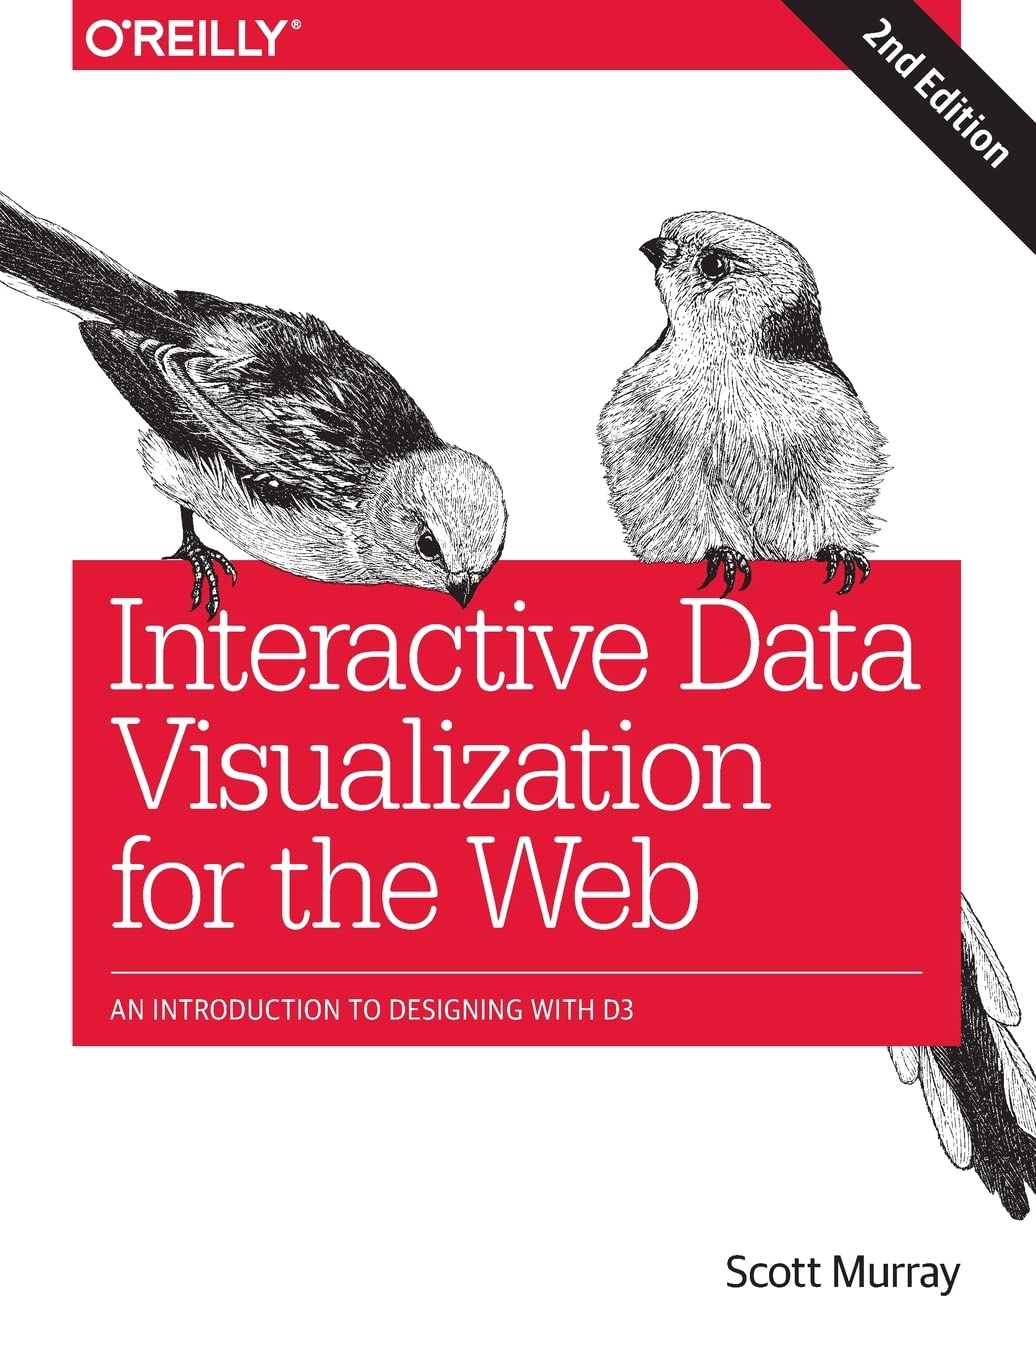 O'REILLY®
2nd Edition
Interactive Data
Visualization
for the Web
AN INTRODUCTION TO DESIGNING WITH D3
Scott Murray